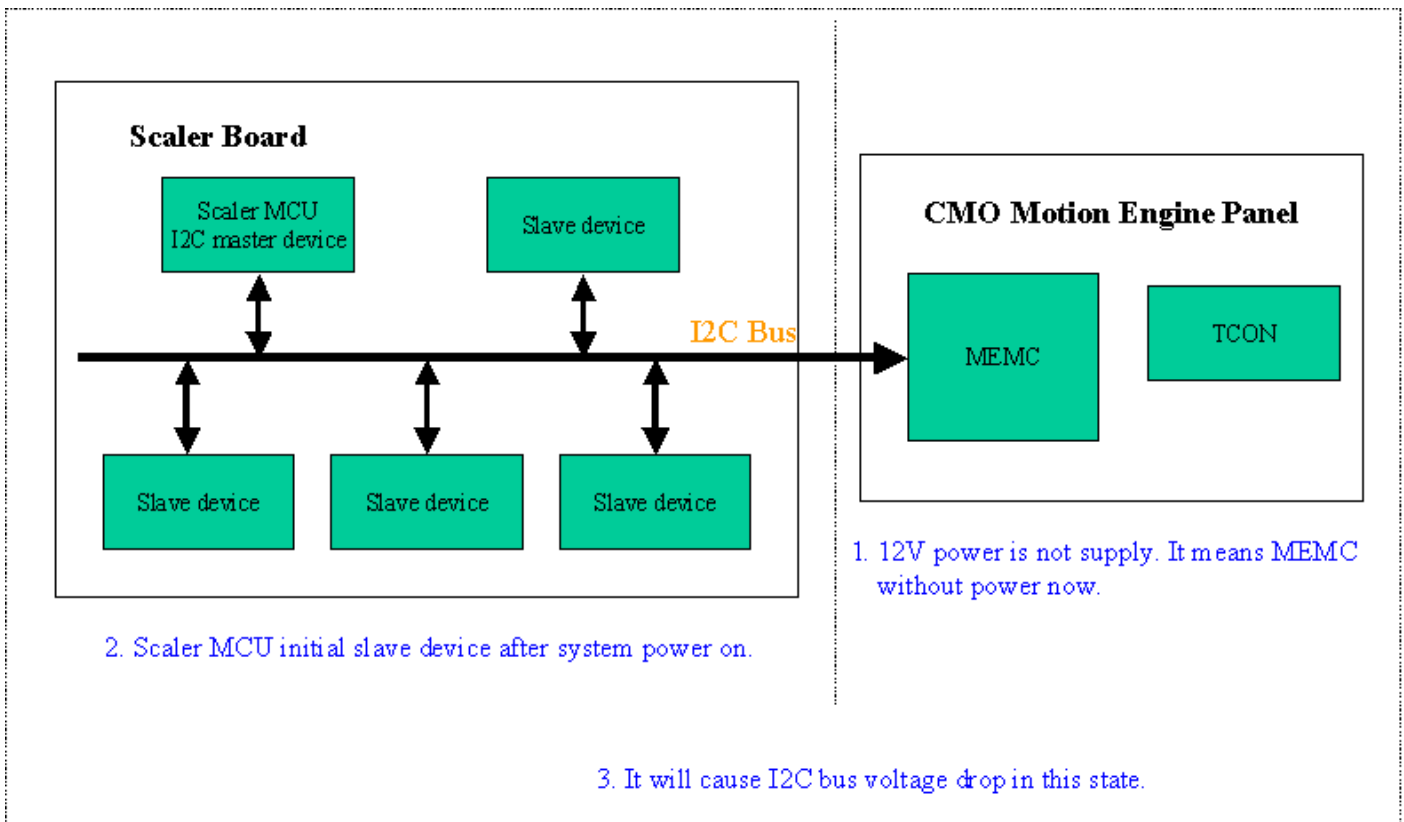 Scaler Board
Scaler MCU
I2C master device
Slave device
I2C Bus
Slave device
Slave device
Slave device
CMO Motion Engine Panel
MEMC
TCON
1. 12V power is not supply. It means MEMC
without power now.
2. Scaler MCU initial slave device after system power on.
3. It will cause I2C bus voltage drop in this state.